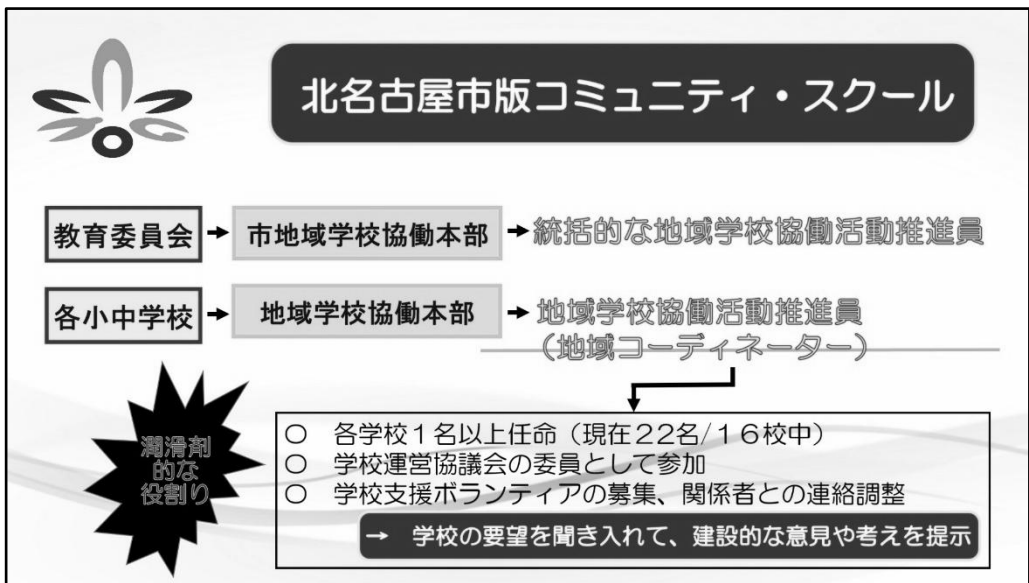 北名古屋市版コミュニティ・スクール
教育委員会 → 市地域学校協働本部 → 統括的な地域学校協働活動推進員
各小中学校 → 地域学校協働本部 → 地域学校協働活動推進員
（地域コーディネーター）
潤滑剤
的な
役割り
○ 各学校１名以上任命（現在２２名/１６校中）
○ 学校運営協議会の委員として参加
○ 学校支援ボランティアの募集、関係者との連絡調整
→ 学校の要望を聞き入れて、建設的な意見や考えを提示